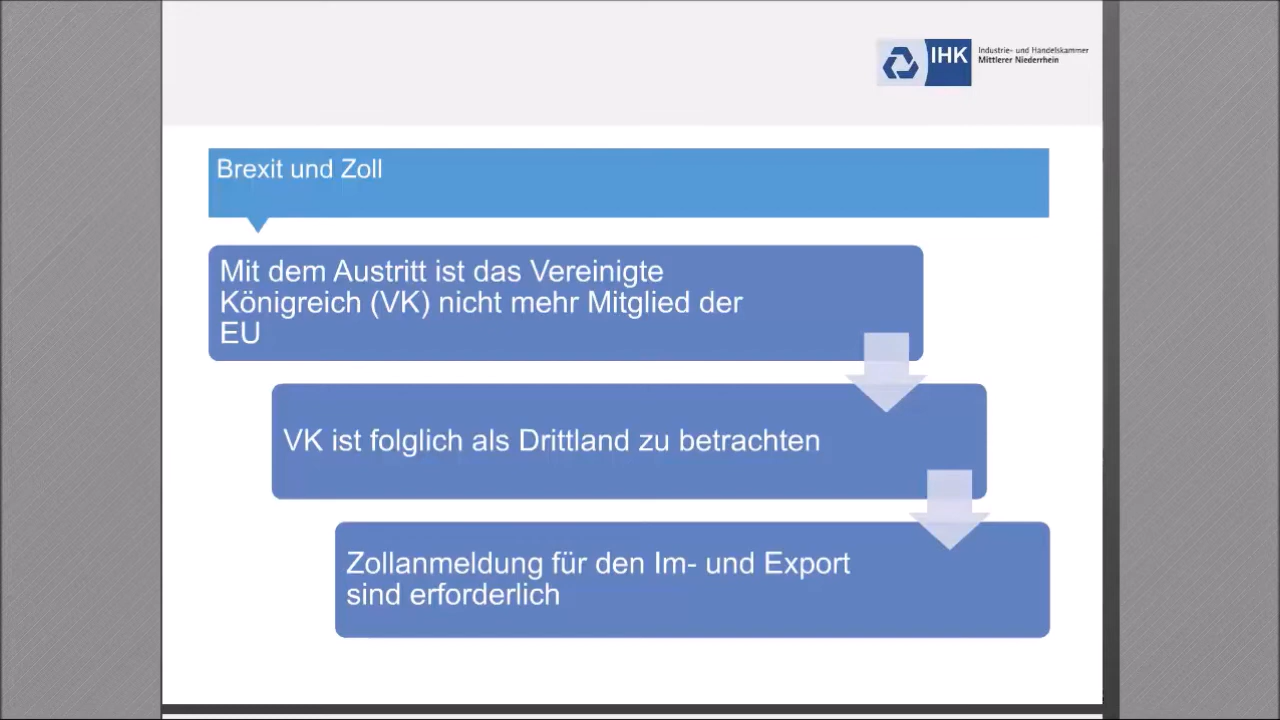 IHK
Industrie- und Handelskammer
Mittlerer Niederrhein
Brexit und Zoll
Mit dem Austritt ist das Vereinigte
Königreich (VK) nicht mehr Mitglied der
EU
VK ist folglich als Drittland zu betrachten
Zollanmeldung für den Im- und Export
sind erforderlich